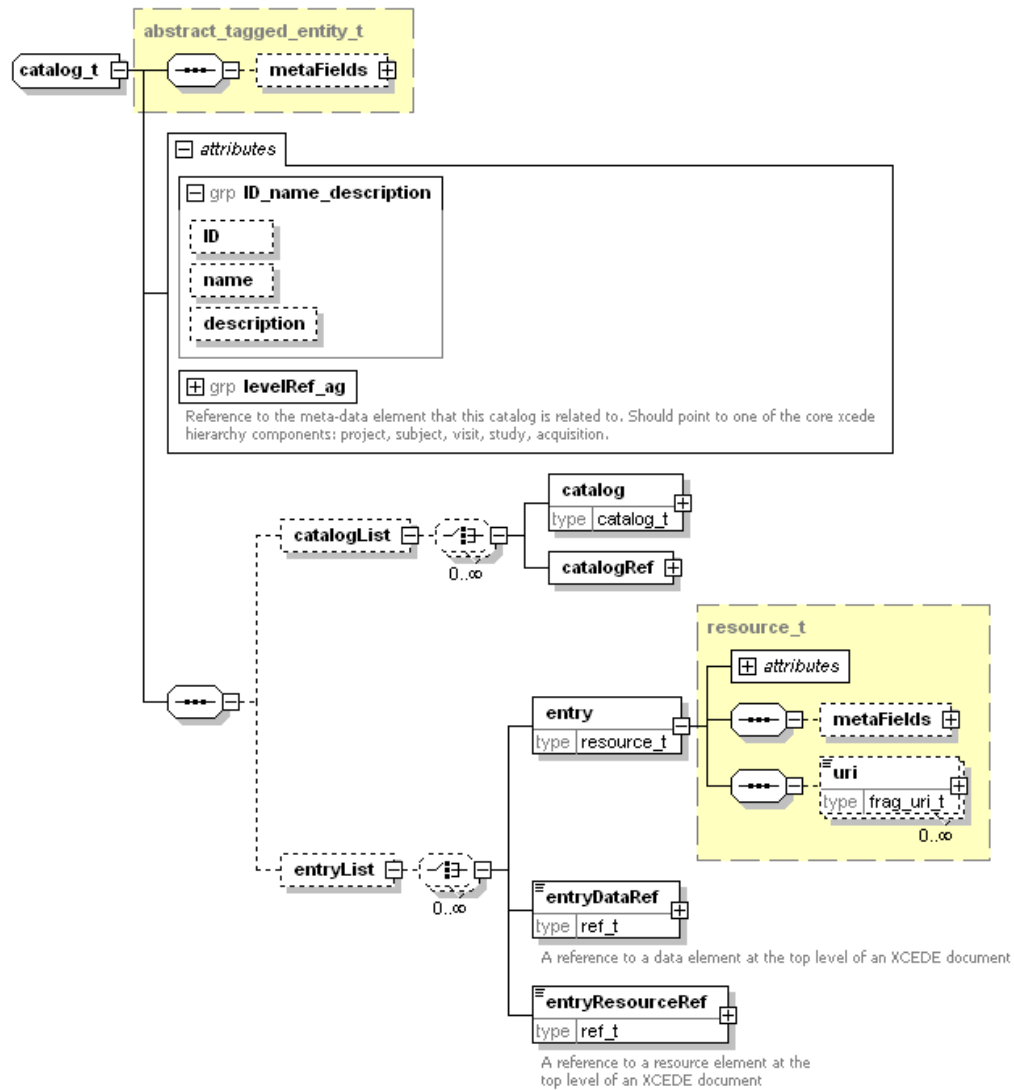 abstract_tagged_entity_t
catalog_t
metaFields
attributes
grp ID_name_description
ID
name
description
grp levelRef_ag
Reference to the meta-data element that this catalog is related to. Should point to one of the core xcede
hierarchy components: project, subject, visit, study, acquisition.
catalogList
0..∞
catalog
type catalog_t
catalogRef
resource_t
attributes
entry
type resource_t
metaFields
uri
type frag_uri_t
0..∞
entryList
0..∞
entryDataRef
type ref_t
A reference to a data element at the top level of an XCEDE document
entryResourceRef
type ref_t
A reference to a resource element at the
top level of an XCEDE document